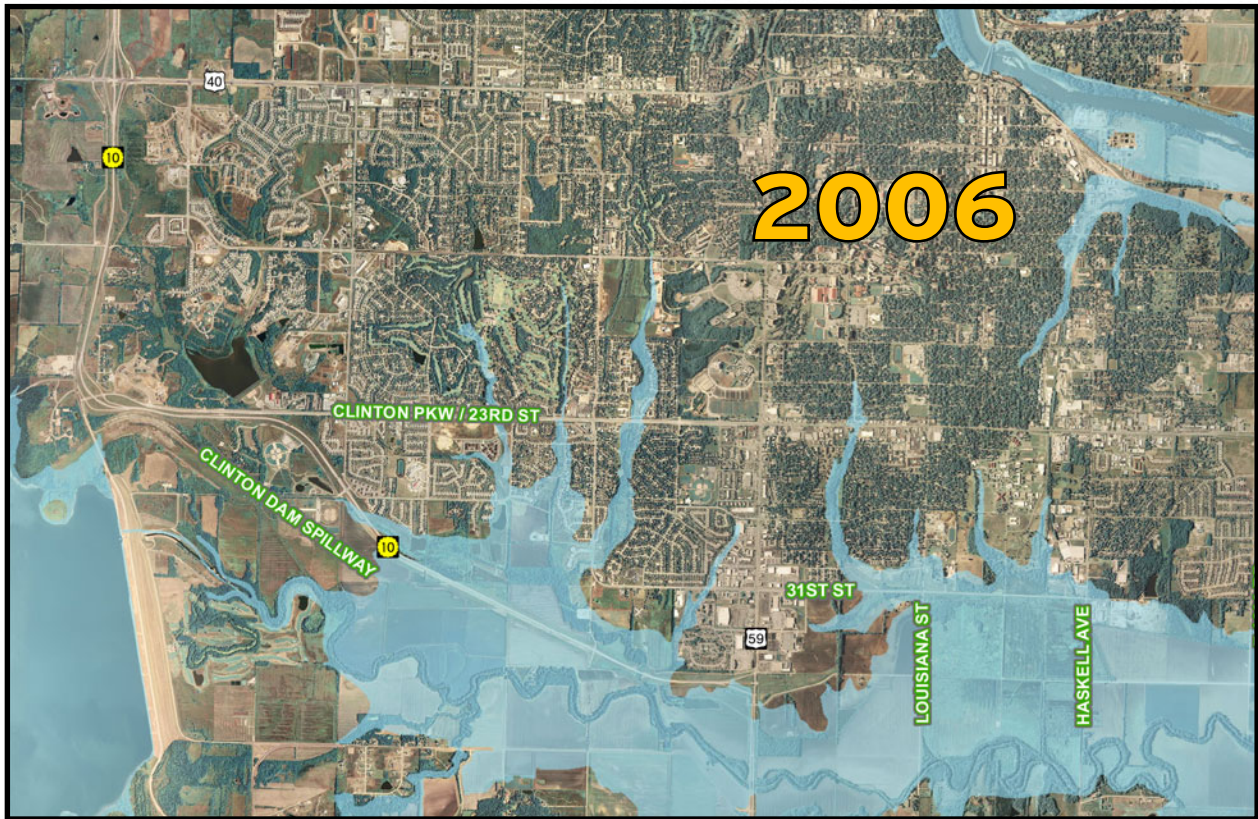 40
10
2006
CLINTON PKW / 23RD ST
CLINTON DAM SPILLWAY
10
31ST ST
59
LOUISIANA ST
HASKELL AVE